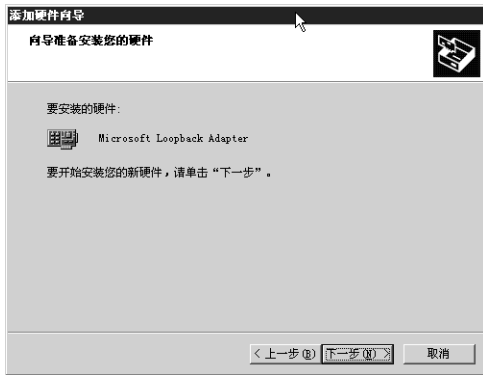 添加硬件向导
向导准备安装您的硬件
要安装的硬件:
Microsoft Loopback Adapter
要开始安装您的新硬件，请单击“下一步”。
< 上一步(B) 下一步(N) > 取消